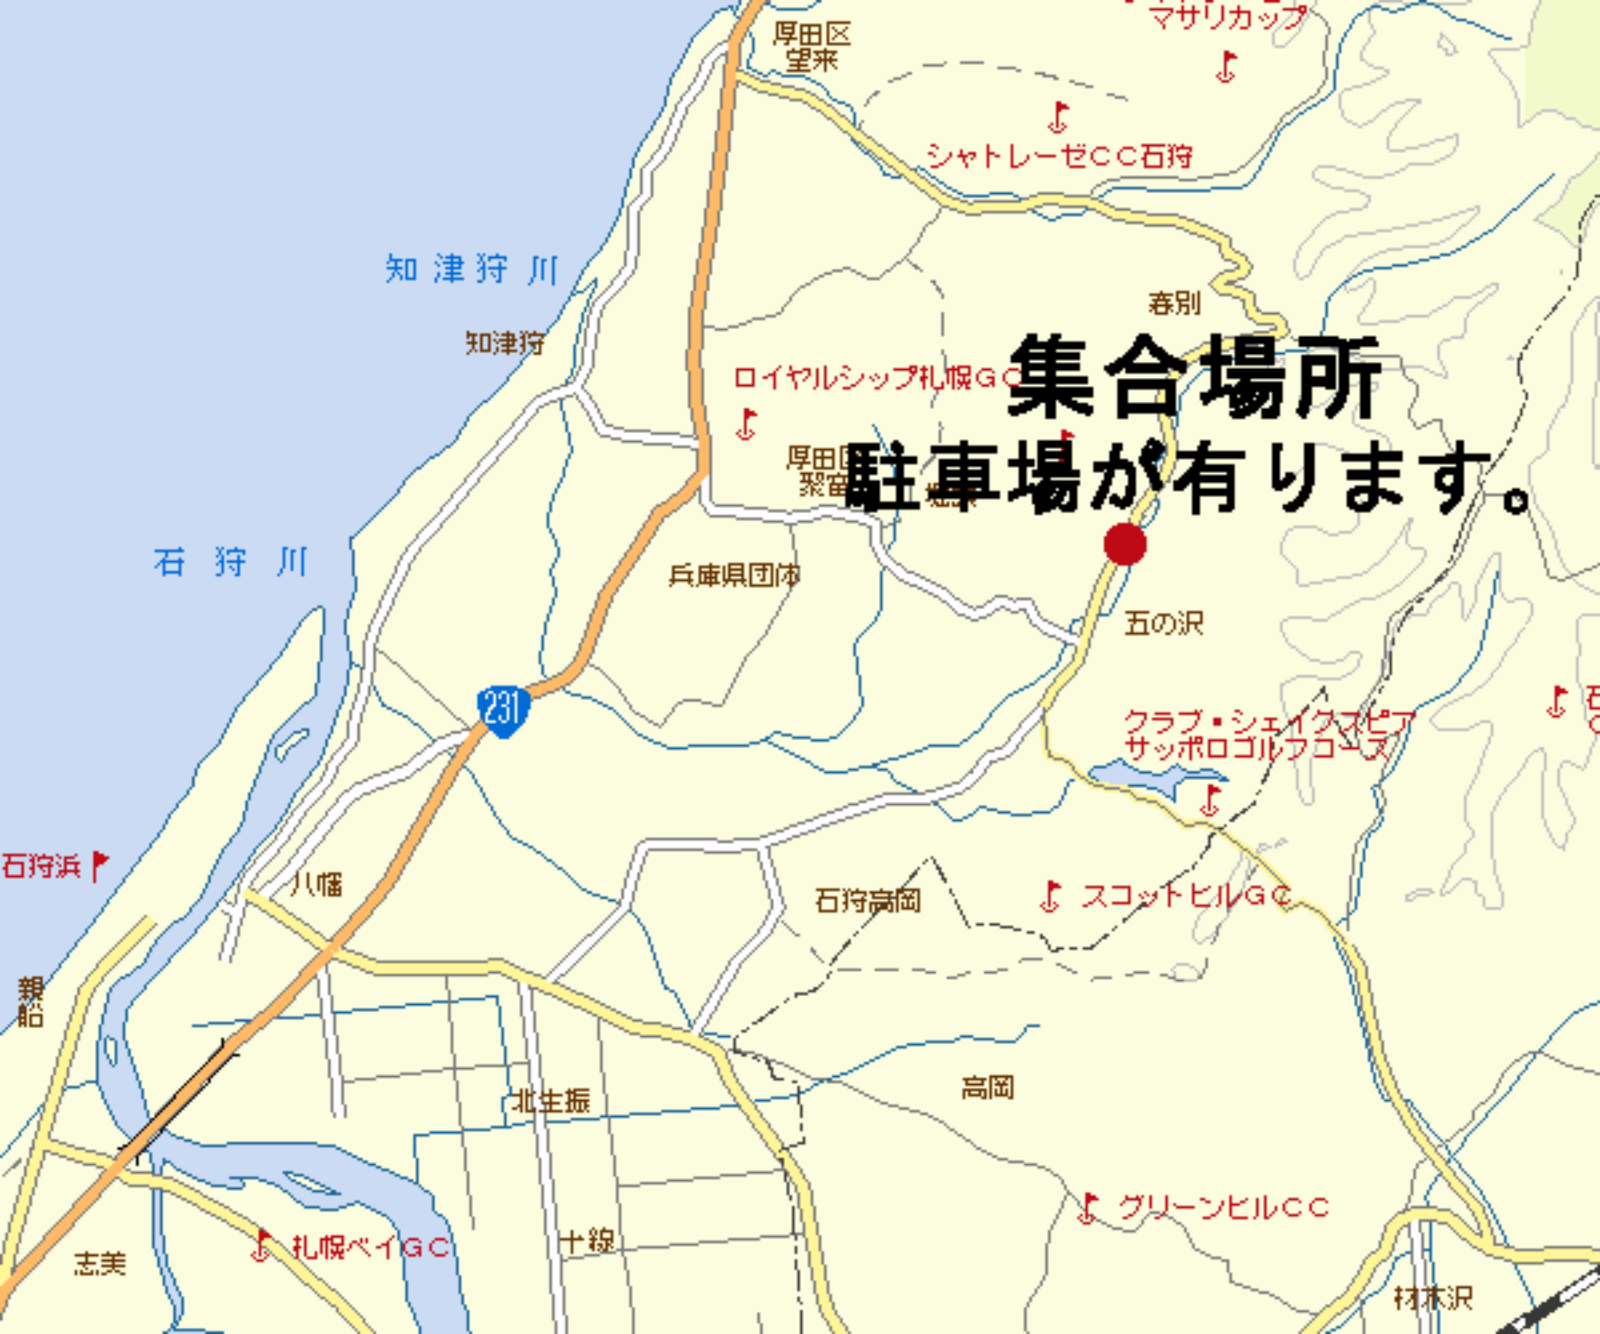 マサリカップ
厚田区
望来
シャトレーゼＣＣ石狩
知津狩川
春別
知津狩
集合場所
ロイヤルシップ札幌ＧＣ
厚田区
聚富
駐車場が有ります。
石狩川
兵庫県団体
五の沢
231
クラブ・シェイクスピア
サッポロゴルフコース
石狩浜
八幡
石狩高岡
スコットヒルＧＣ
親船
高岡
北生振
グリーンヒルＣＣ
十線
札幌ベイＧＣ
志美
材木沢